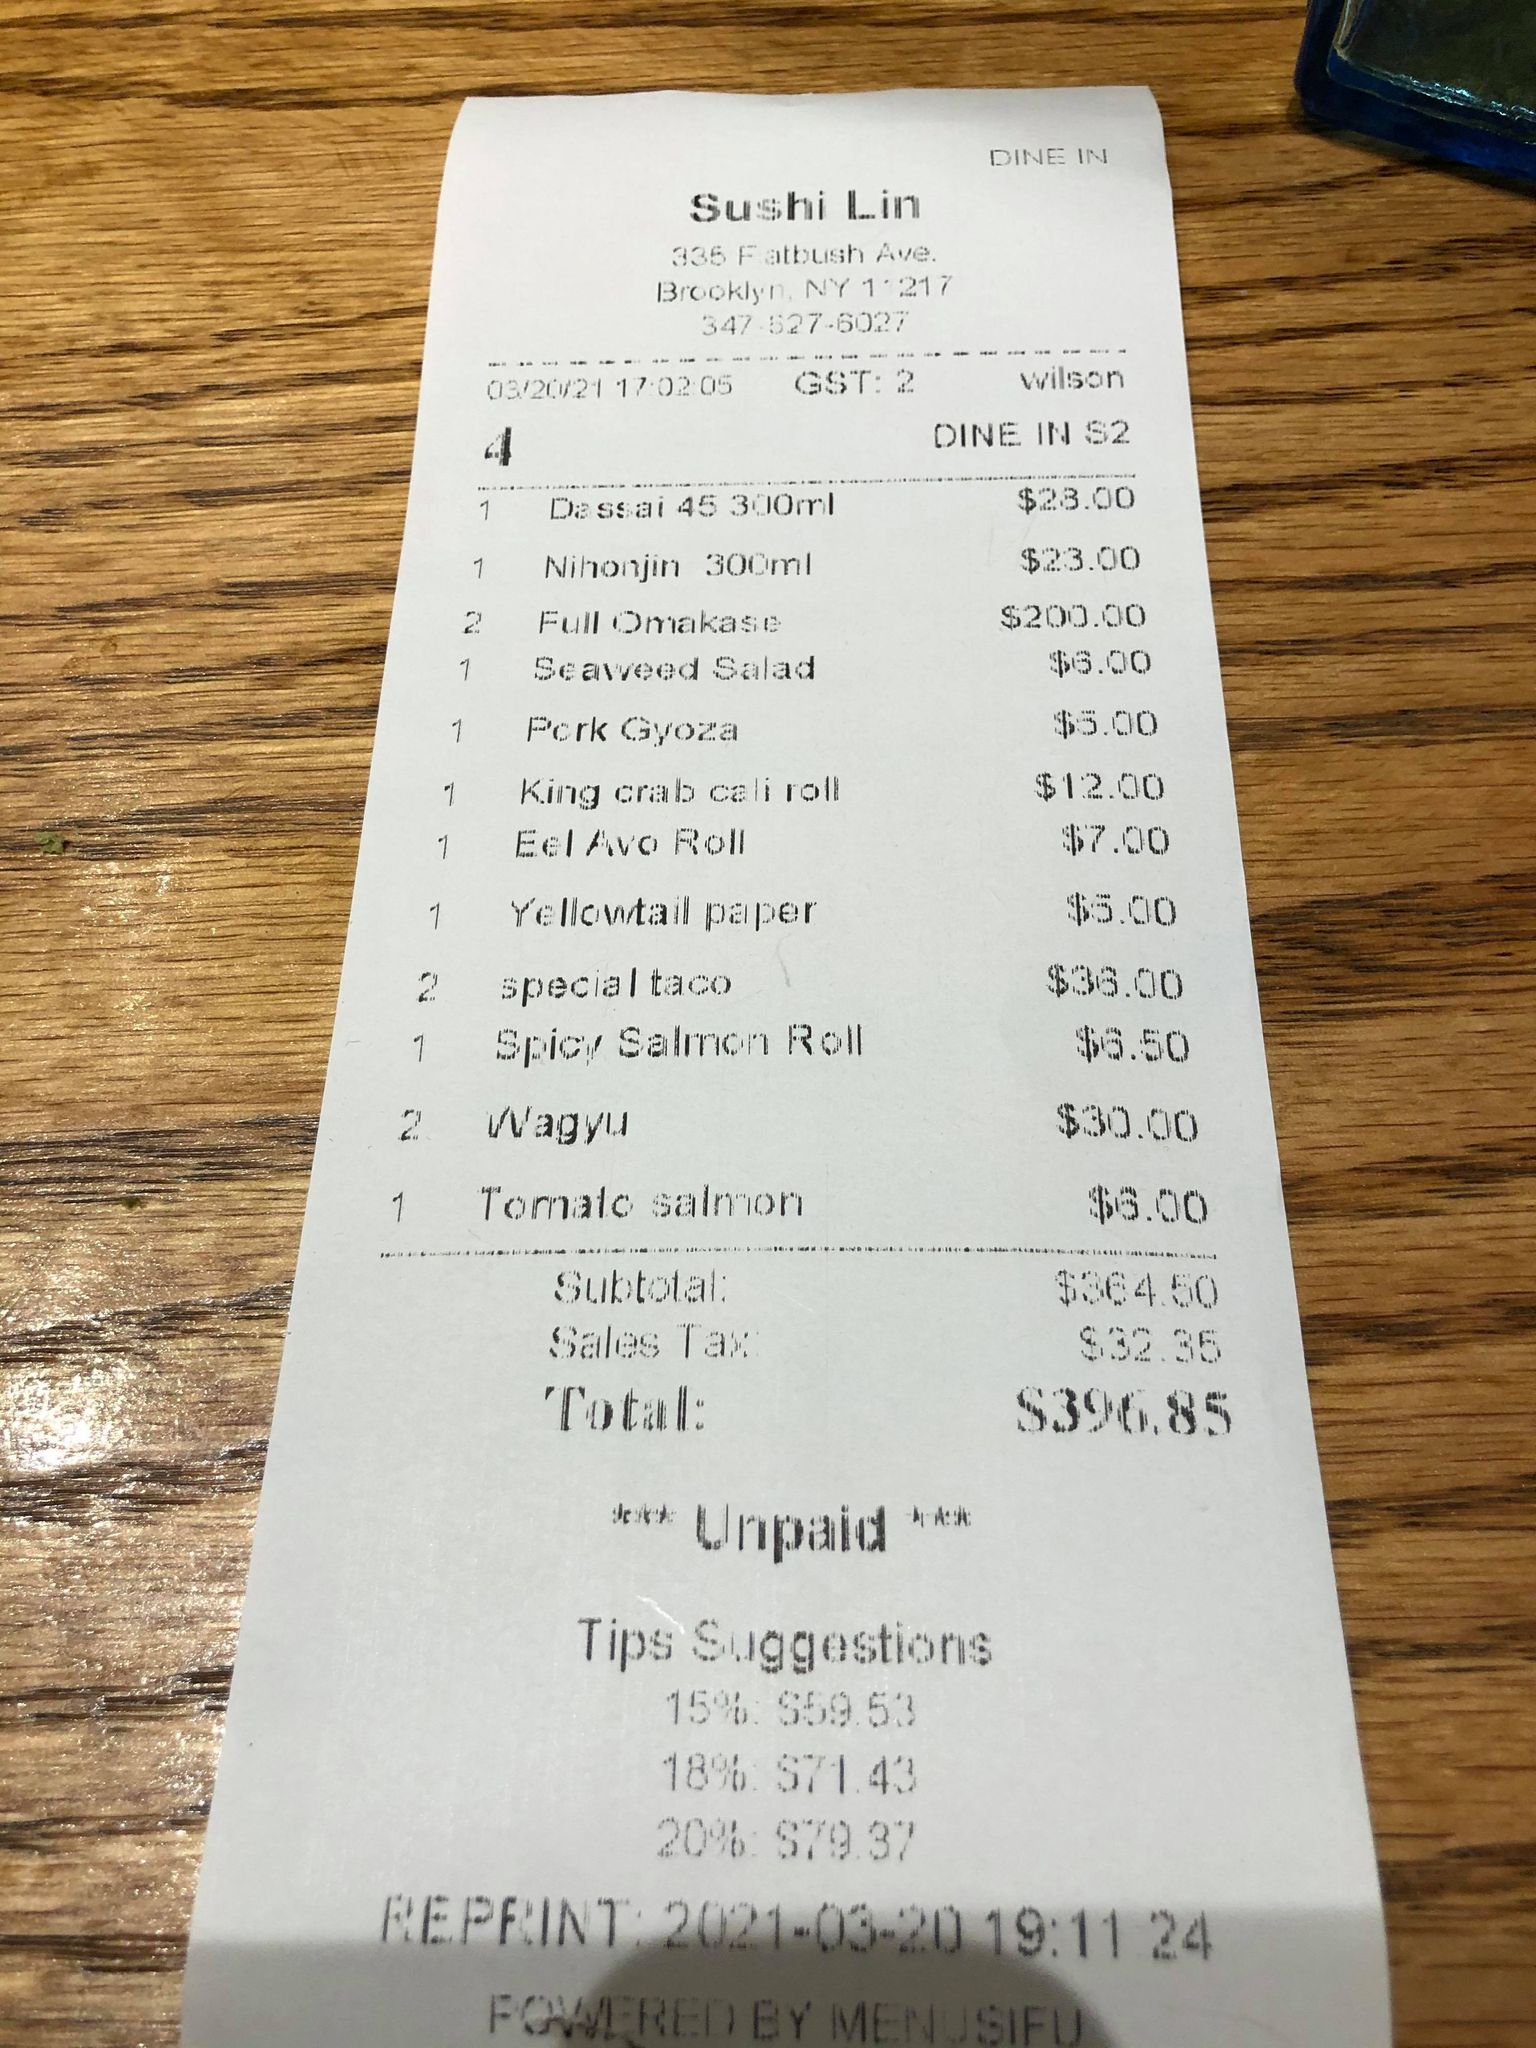 DINE IN
Sushi Lin
335 Flatbush Ave.
Brooklyn, NY 11217
347-627-6027
03/20/21 17:02:05 GST: 2 wilson
4 DINE IN S2
1 Dassai 45 300ml $28.00
1 Nihonjin 300ml $23.00
2 Full Omakase $200.00
1 Seaweed Salad $6.00
1 Pork Gyoza $5.00
1 King crab cali roll $12.00
1 Eel Avo Roll $7.00
1 Yellowtail paper $5.00
2 special taco $36.00
1 Spicy Salmon Roll $6.50
2 Wagyu $30.00
1 Tomato salmon $6.00
Subtotal: $364.50
Sales Tax: $32.35
Total: $396.85
*** Unpaid ***
Tips Suggestions
15%: $59.53
18%: $71.43
20%: $79.37
REPRINT: 2021-03-20 19:11:24
POWERED BY MENUSIFU